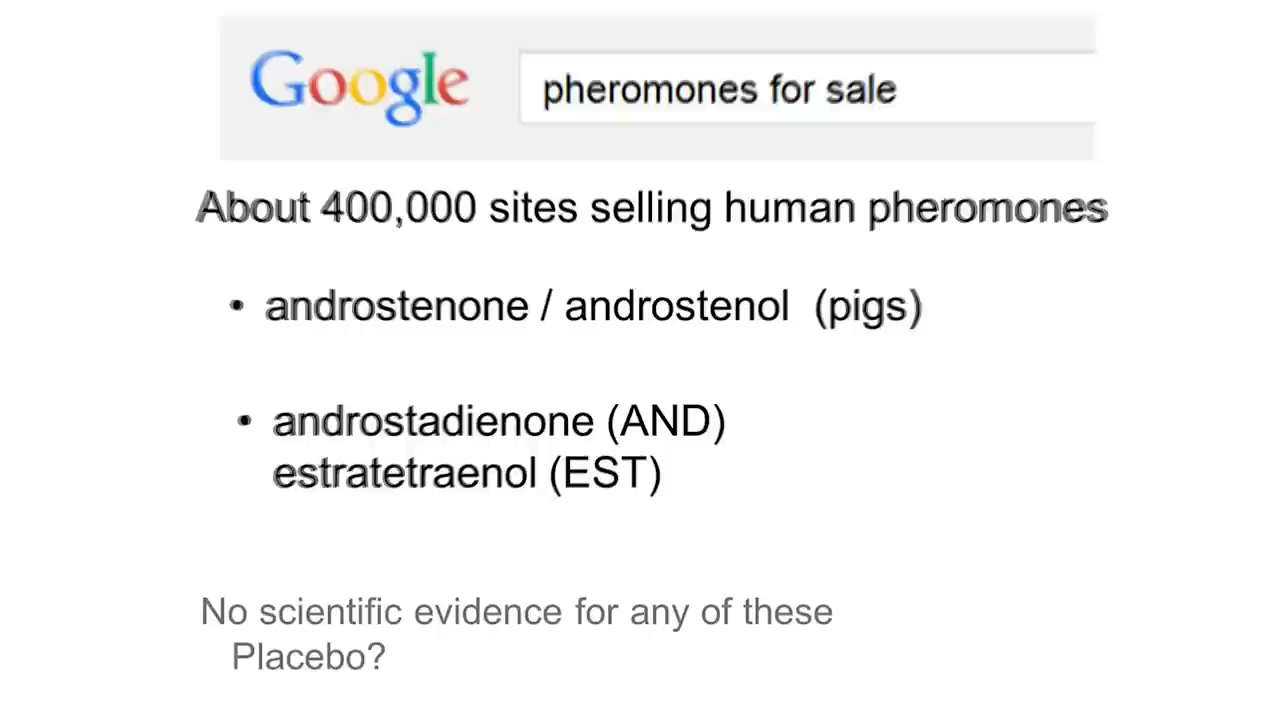 Google
pheromones for sale
About 400,000 sites selling human pheromones
• androstenone / androstenol (pigs)
• androstadienone (AND)
estratetraenol (EST)
No scientific evidence for any of these
Placebo?